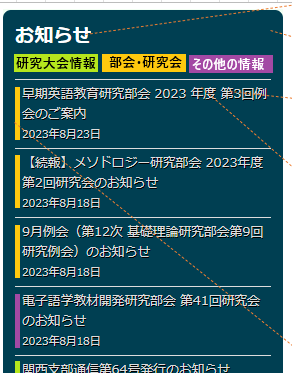 お知らせ
研究大会情報 部会・研究会 その他の情報
早期英語教育研究部会 2023 年度 第3回例
会のご案内
2023年8月23日
【続報】メソドロジー研究部会 2023年度
第2回研究会のお知らせ
2023年8月18日
9月例会（第12次 基礎理論研究部会第9回
研究例会）のお知らせ
2023年8月18日
電子語学教材開発研究部会 第41回研究会
のお知らせ
2023年8月18日
関西支部通信第64号発行のお知らせ